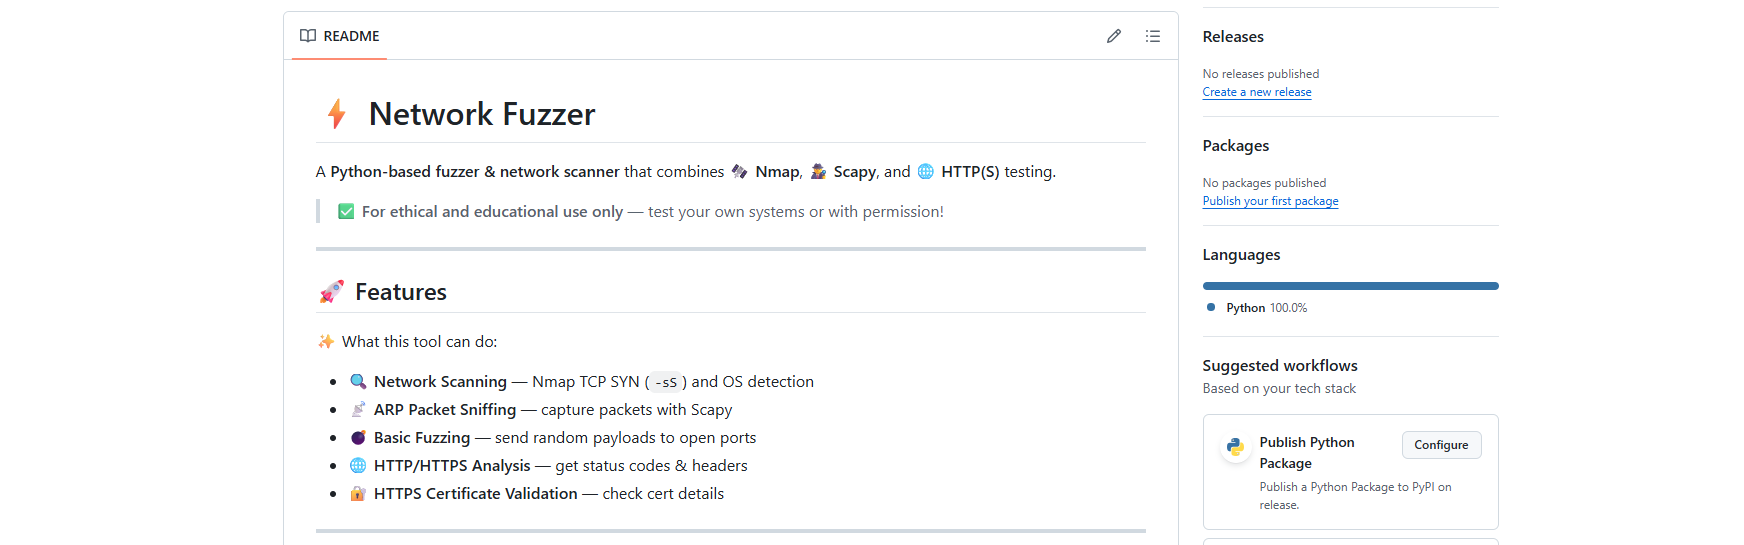 README
⚡ Network Fuzzer
A Python-based fuzzer & network scanner that combines 🛰️ Nmap, 🕵️ Scapy, and 🌐 HTTP(S) testing.
✅ For ethical and educational use only — test your own systems or with permission!
🚀 Features
✨ What this tool can do:
• 🔍 Network Scanning — Nmap TCP SYN (-sS) and OS detection
• 📡 ARP Packet Sniffing — capture packets with Scapy
• 💣 Basic Fuzzing — send random payloads to open ports
• 🌐 HTTP/HTTPS Analysis — get status codes & headers
• 🔐 HTTPS Certificate Validation — check cert details
Releases
No releases published
Create a new release
Packages
No packages published
Publish your first package
Languages
Python 100.0%
Suggested workflows
Based on your tech stack
Publish Python
Package
Configure
Publish a Python Package to PyPI on
release.